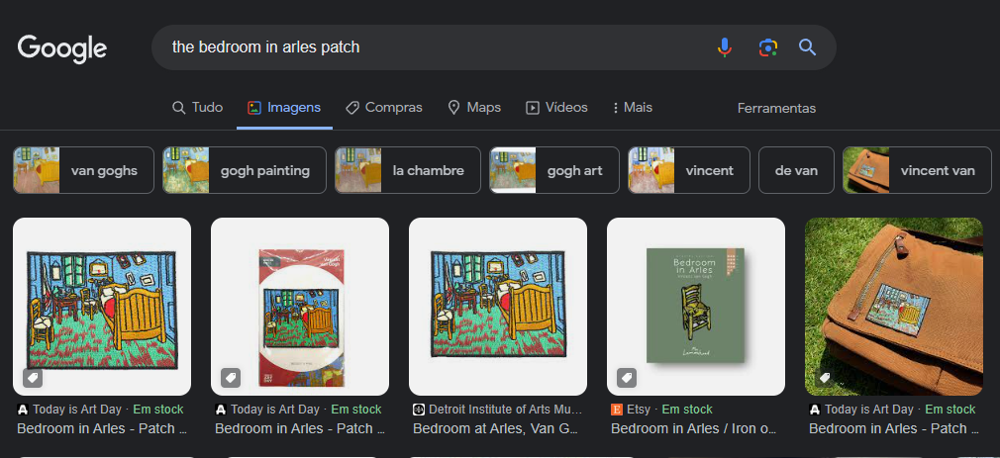 Google
the bedroom in arles patch
Tudo
Imagens
Compras
Maps
Vídeos
Mais
Ferramentas
van goghs
gogh painting
la chambre
gogh art
vincent
de van
vincent van
Bedroom
in Arles
Today is Art Day · Em stock
Bedroom in Arles - Patch ...
Today is Art Day · Em stock
Bedroom in Arles - Patch ...
Detroit Institute of Arts Mu...
Bedroom at Arles, Van G...
Etsy · Em stock
Bedroom in Arles / Iron o...
Today is Art Day · Em stock
Bedroom in Arles - Patch ...